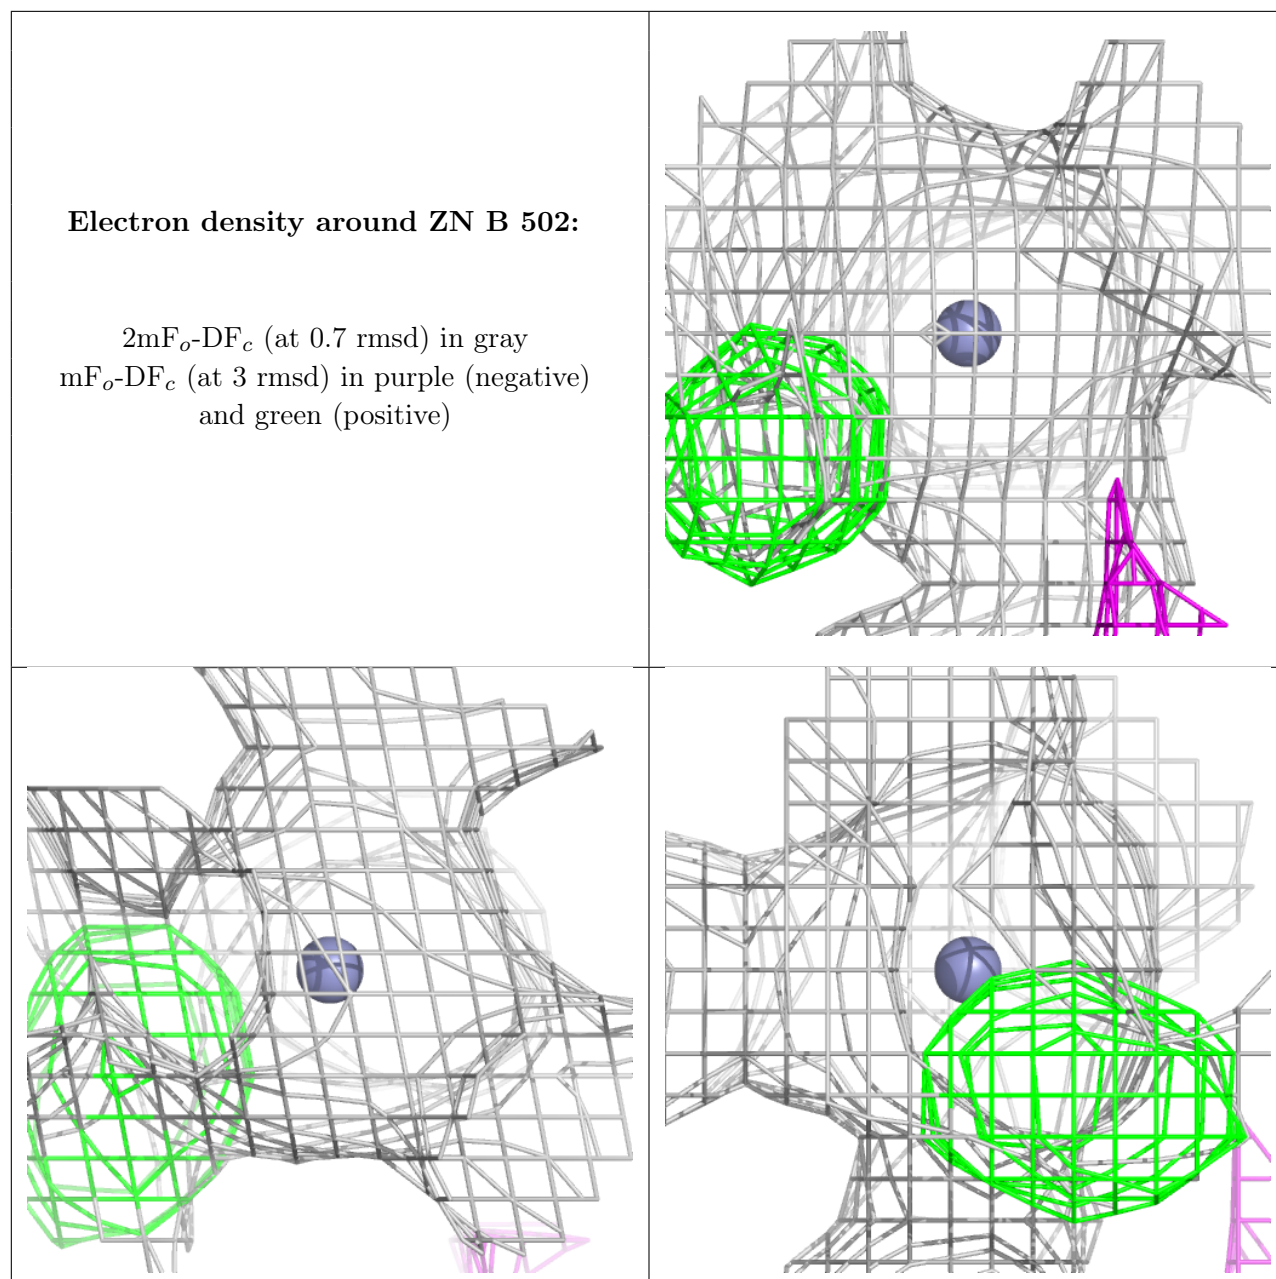 Electron density around ZN B 502:
2mFo-DFc (at 0.7 rmsd) in gray
mFo-DFc (at 3 rmsd) in purple (negative)
and green (positive)